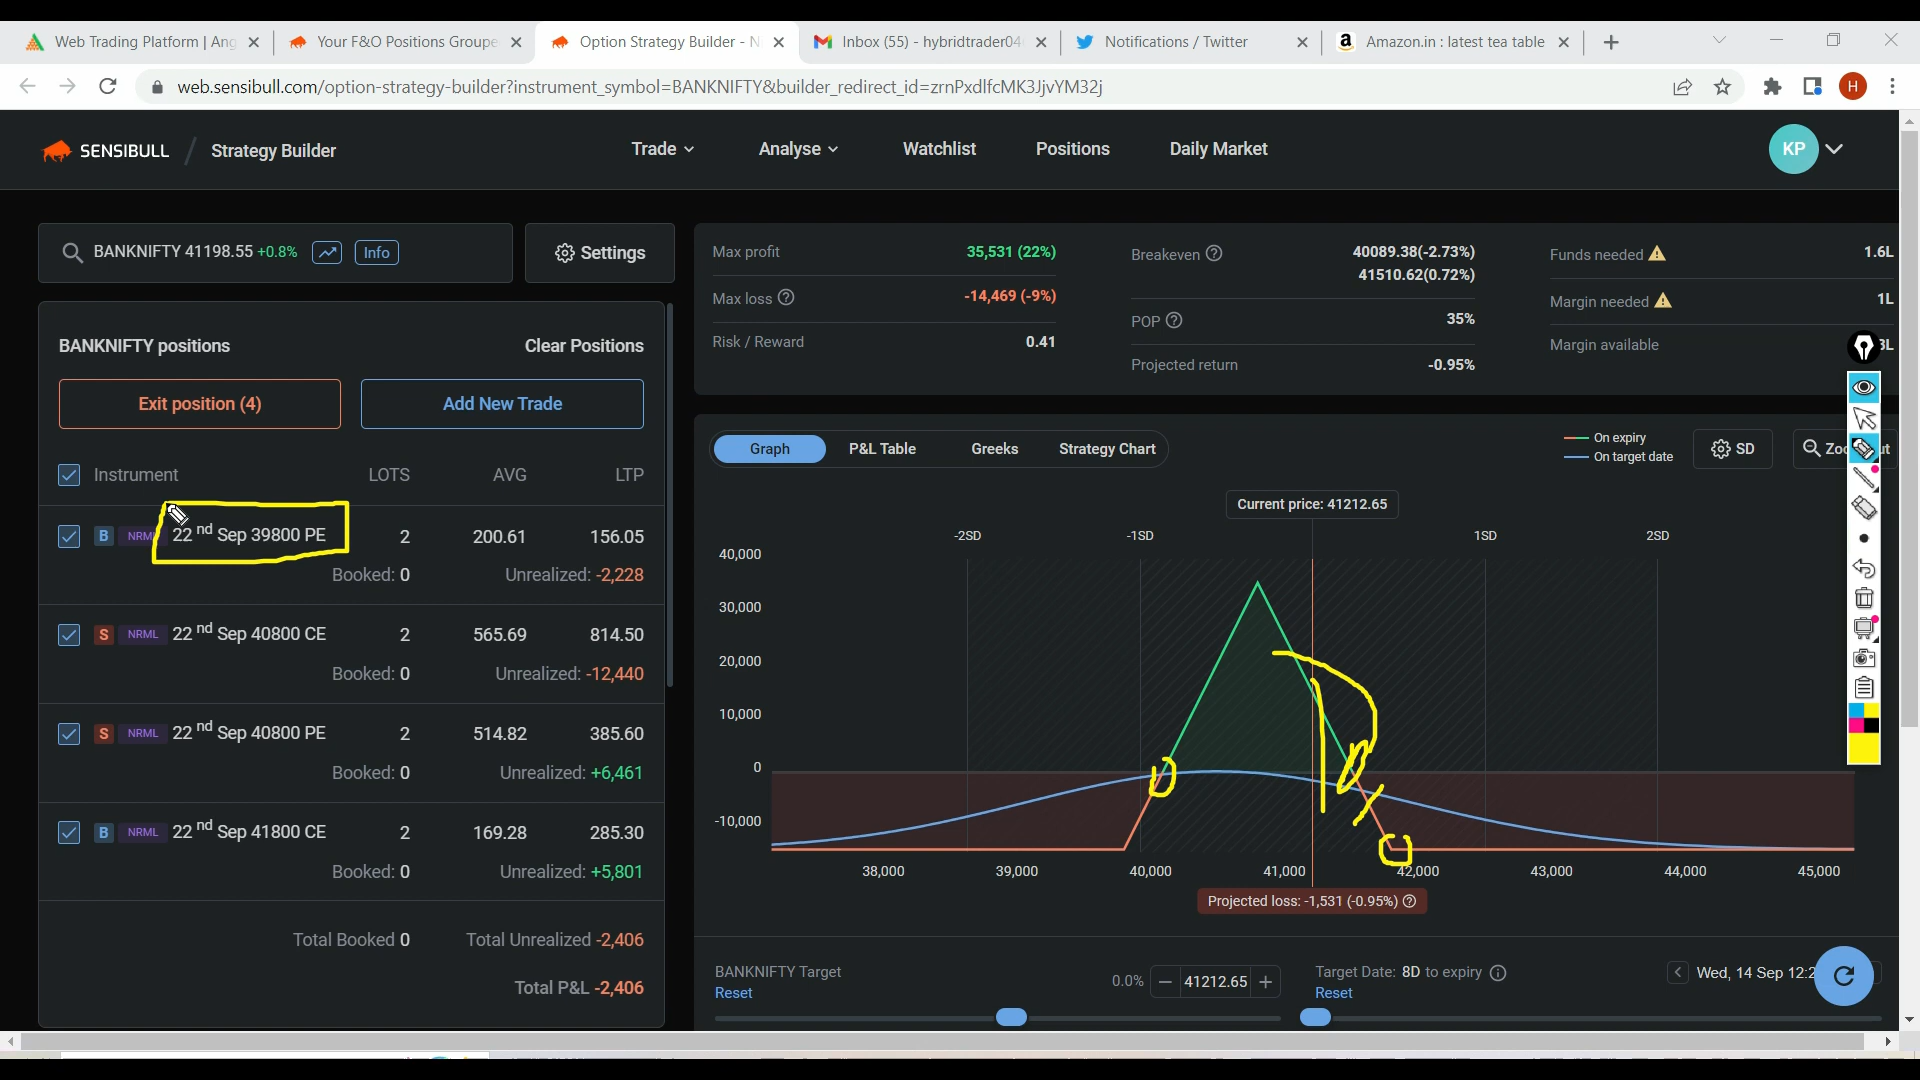 Web Trading Platform | Ang
Your F&O Positions Groupe
Option Strategy Builder - N
Inbox (55) - hybridtrader04
Notifications / Twitter
Amazon.in : latest tea table
web.sensibull.com/option-strategy-builder?instrument_symbol=BANKNIFTY&builder_redirect_id=zrnPxdlfcMK3JjvYM32j
H
SENSIBULL / Strategy Builder
Trade
Analyse
Watchlist
Positions
Daily Market
KP
BANKNIFTY 41198.55 +0.8% Info
Settings
BANKNIFTY positions Clear Positions
Exit position (4) Add New Trade
Instrument LOTS AVG LTP
B NRML 22 nd Sep 39800 PE 2 200.61 156.05
Booked: 0 Unrealized: -2,228
S NRML 22 nd Sep 40800 CE 2 565.69 814.50
Booked: 0 Unrealized: -12,440
S NRML 22 nd Sep 40800 PE 2 514.82 385.60
Booked: 0 Unrealized: +6,461
B NRML 22 nd Sep 41800 CE 2 169.28 285.30
Booked: 0 Unrealized: +5,801
Total Booked 0 Total Unrealized -2,406
Total P&L -2,406
Max profit 35,531 (22%)
Max loss -14,469 (-9%)
Risk / Reward 0.41
Breakeven 40089.38(-2.73%)
41510.62(0.72%)
POP 35%
Projected return -0.95%
Funds needed 1.6L
Margin needed 1L
Margin available 3L
Graph P&L Table Greeks Strategy Chart
On expiry
On target date
SD
Current price: 41212.65
-2SD -1SD 1SD 2SD
40,000
30,000
20,000
10,000
0
-10,000
38,000 39,000 40,000 41,000 42,000 43,000 44,000 45,000
Projected loss: -1,531 (-0.95%)
BANKNIFTY Target
Reset
0.0% − 41212.65 +
Target Date: 8D to expiry
Reset
Wed, 14 Sep 12:2